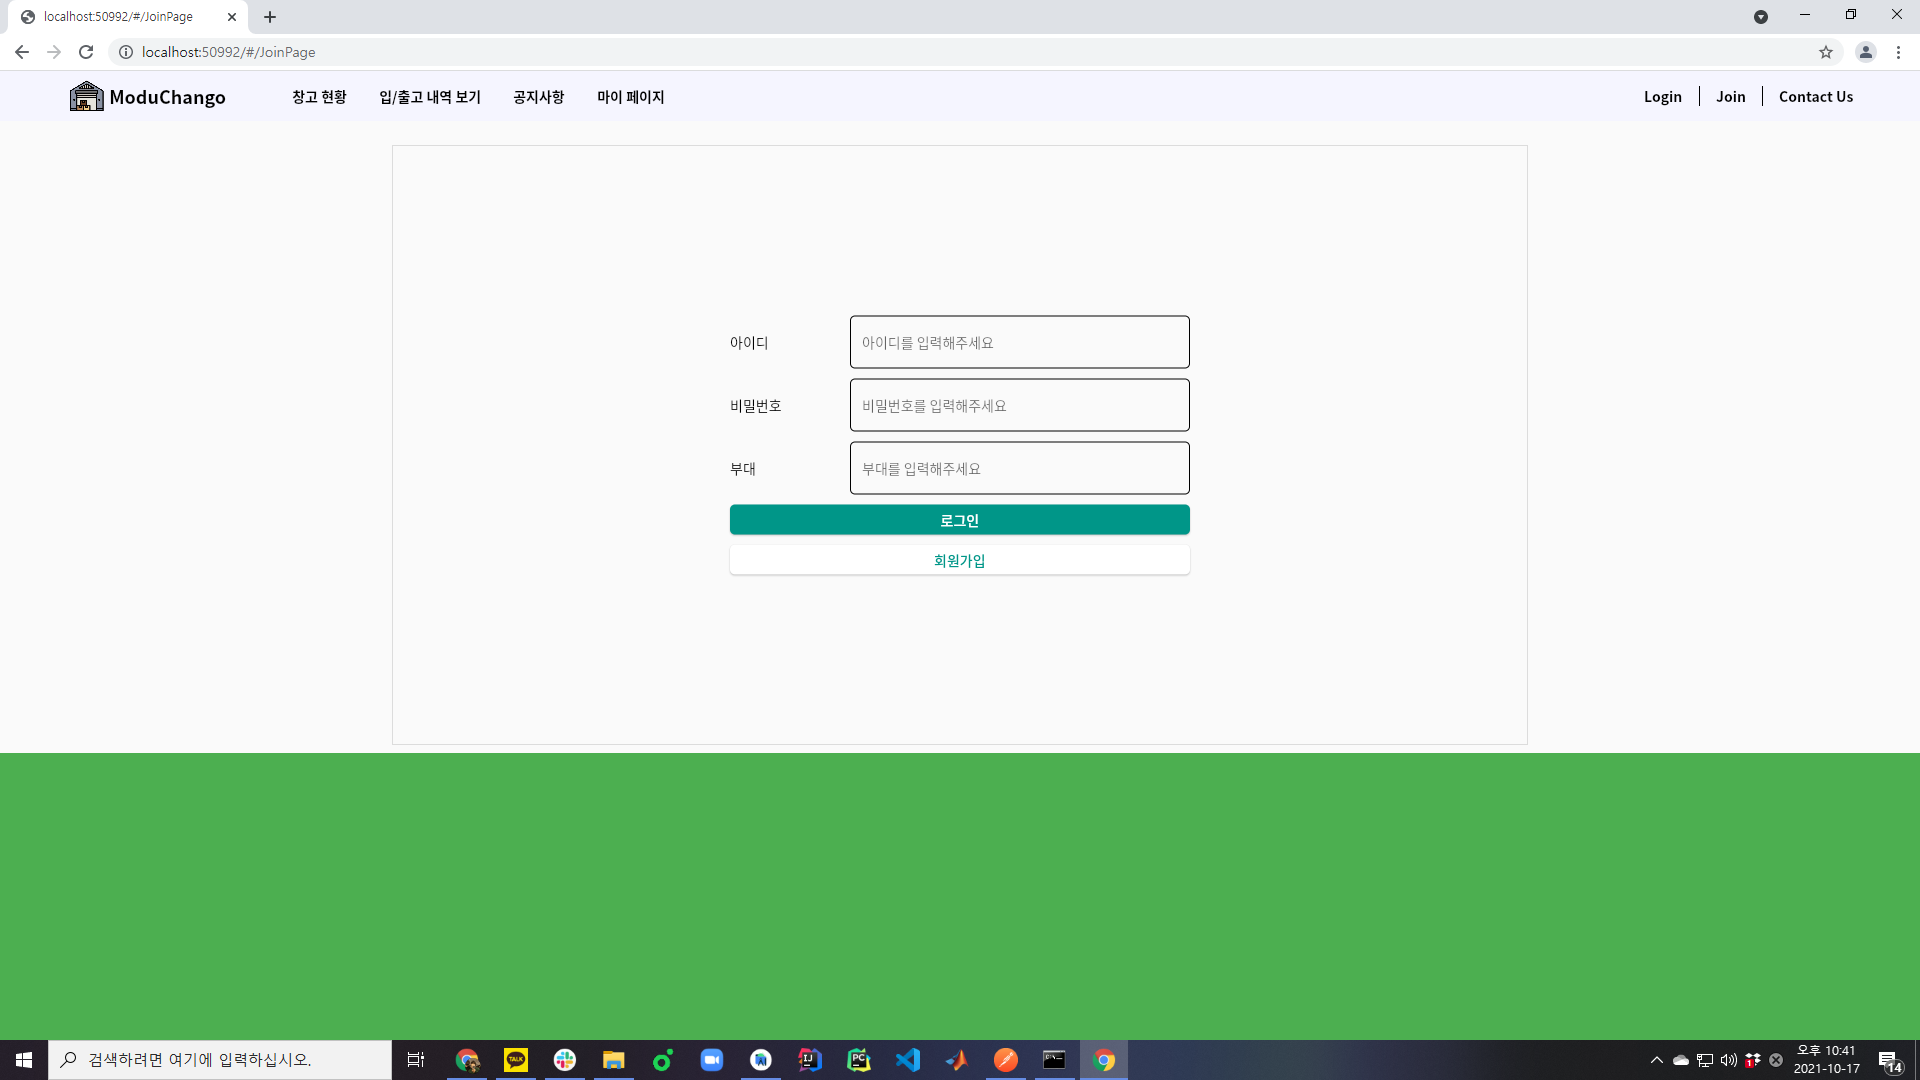 localhost:50992/#/JoinPage
localhost:50992/#/JoinPage
ModuChango 창고 현황 입/출고 내역 보기 공지사항 마이 페이지 Login Join Contact Us
아이디 아이디를 입력해주세요
비밀번호 비밀번호를 입력해주세요
부대 부대를 입력해주세요
로그인
회원가입
검색하려면 여기에 입력하십시오.
TALK
IJ
PC
1
오후 10:41
2021-10-17
14